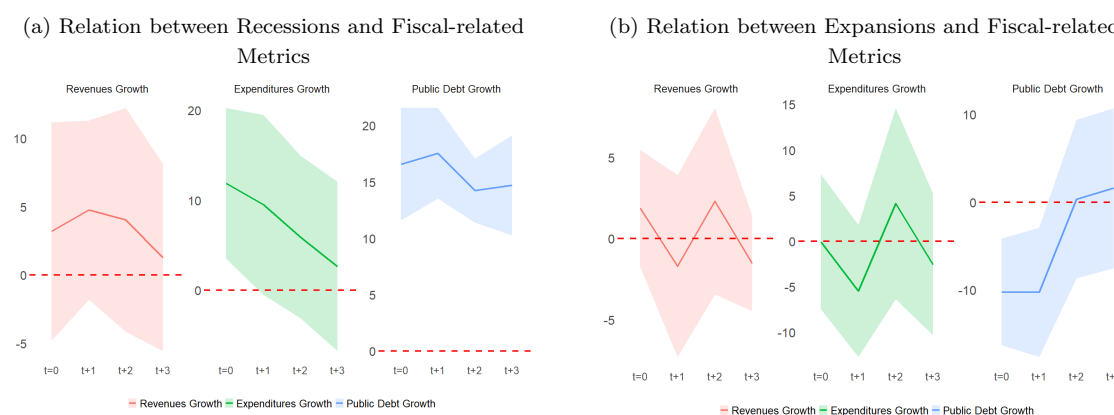 (a) Relation between Recessions and Fiscal-related
Metrics
Revenues Growth
Expenditures Growth
Public Debt Growth
10
5
0
-5
20
10
0
20
15
10
5
0
t=0 t+1 t+2 t+3
t=0 t+1 t+2 t+3
t=0 t+1 t+2 t+3
Revenues Growth Expenditures Growth Public Debt Growth
(b) Relation between Expansions and Fiscal-related
Metrics
Revenues Growth
Expenditures Growth
Public Debt Growth
5
0
-5
15
10
5
0
-5
-10
10
0
-10
t=0 t+1 t+2 t+3
t=0 t+1 t+2 t+3
t=0 t+1 t+2
Revenues Growth Expenditures Growth Public Debt Growth